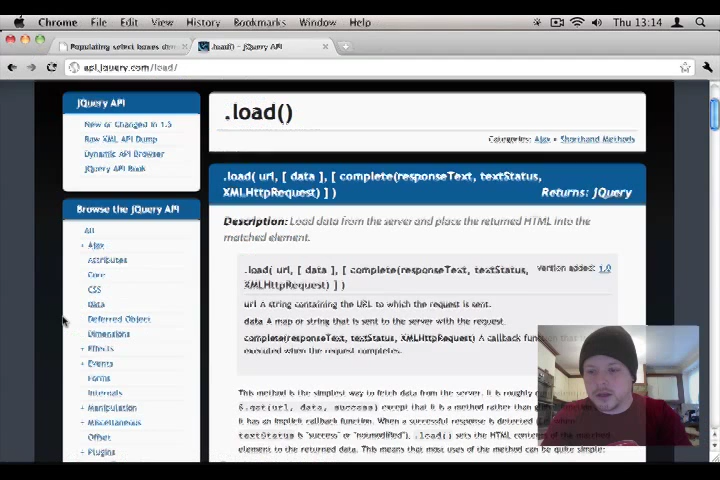 Chrome File Edit View History Bookmarks Window Help Thu 13:14
Populating select boxes
.load() – jQuery API
api.jquery.com/load/
jQuery API
New or Changed in 1.5
Raw XML API Dump
Dynamic API Browser
jQuery API Book
Browse the jQuery API
All
Ajax
Attributes
Core
CSS
Data
Deferred Object
Dimensions
Effects
Events
Forms
Internals
Manipulation
Miscellaneous
Offset
Plugins
.load()
Categories: Ajax • Shorthand Methods
.load( url, [ data ], [ complete(responseText, textStatus,
XMLHttpRequest) ] )
Returns: jQuery
Description: Load data from the server and place the returned HTML into the
matched element.
.load( url, [ data ], [ complete(responseText, textStatus,
XMLHttpRequest) ] )
version added: 1.0
url A string containing the URL to which the request is sent.
data A map or string that is sent to the server with the request.
complete(responseText, textStatus, XMLHttpRequest) A callback
executed when the request completes.
This method is the simplest way to fetch data from the server. It is roughly
$.get(url, data, success) except that it is a method rather than
it has an implicit callback function. When a successful response is detected
textStatus is "success" or "notmodified"), .load() sets the HTML contents of the matched
element to the returned data. This means that most uses of the method can be quite simple: